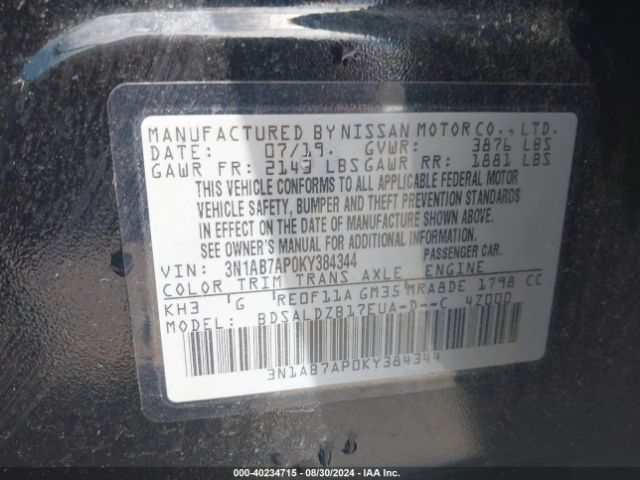 MANUFACTURED BY NISSAN MOTOR CO., LTD.
DATE: 07/19. GVWR: 3876 LBS
GAWR FR: 2143 LBS GAWR RR: 1881 LBS
THIS VEHICLE CONFORMS TO ALL APPLICABLE FEDERAL MOTOR
VEHICLE SAFETY, BUMPER AND THEFT PREVENTION STANDARDS
IN EFFECT ON THE DATE OF MANUFACTURE SHOWN ABOVE.
SEE OWNER'S MANUAL FOR ADDITIONAL INFORMATION.
VIN: 3N1AB7AP0KY384344 PASSENGER CAR.
COLOR TRIM TRANS AXLE ENGINE
KH3 'G RE0F11A GM35 MRA8DE 1798 CC
MODEL: BDSALDZB17EUA-D--C 4Z000
3N1AB7AP0KY384344
000-40234715 - 08/30/2024 - IAA Inc.